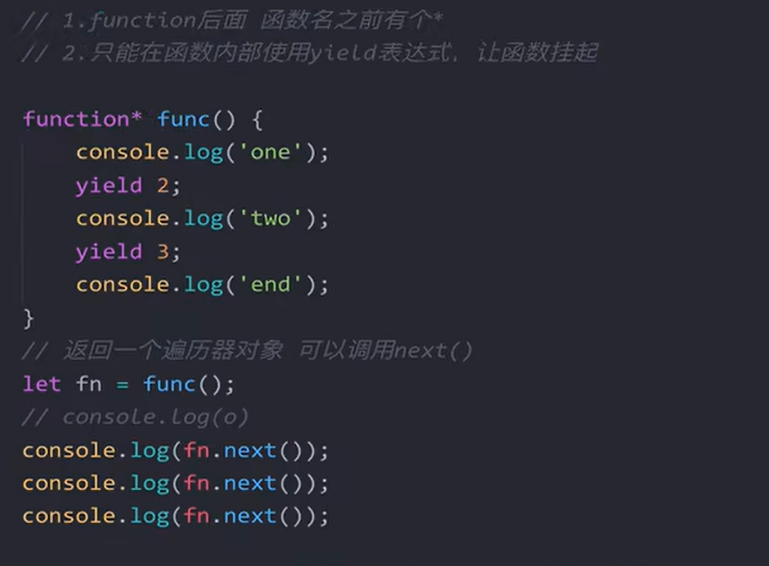 // 1.function后面 函数名之前有个*
// 2.只能在函数内部使用yield表达式，让函数挂起
function* func() {
console.log('one');
yield 2;
console.log('two');
yield 3;
console.log('end');
}
// 返回一个遍历器对象 可以调用next()
let fn = func();
// console.log(o)
console.log(fn.next());
console.log(fn.next());
console.log(fn.next());